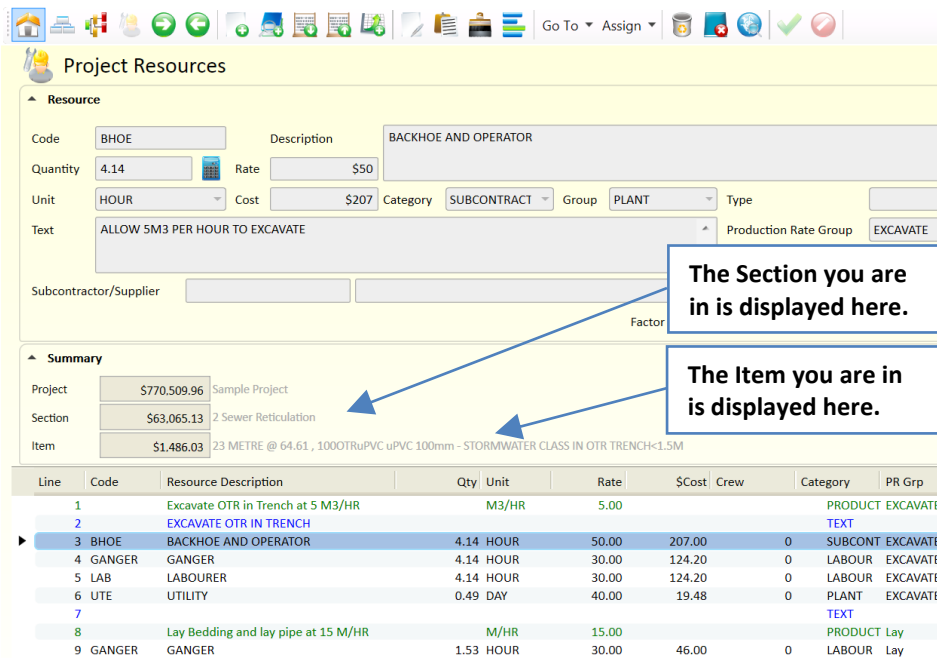 Go To Assign
Project Resources
Resource
Code BHOE Description BACKHOE AND OPERATOR
Quantity 4.14 Rate $50
Unit HOUR Cost $207 Category SUBCONTRACT Group PLANT Type
Text ALLOW 5M3 PER HOUR TO EXCAVATE Production Rate Group EXCAVATE
Subcontractor/Supplier
Factor
The Section you are
in is displayed here.
Summary
The Item you are in
is displayed here.
Project $770,509.96 Sample Project
Section $63,065.13 2 Sewer Reticulation
Item $1,486.03 23 METRE @ 64.61 , 100OTRuPVC uPVC 100mm - STORMWATER CLASS IN OTR TRENCH<1.5M
Line Code Resource Description Qty Unit Rate $Cost Crew Category PR Grp
1 Excavate OTR in Trench at 5 M3/HR M3/HR 5.00 PRODUCT EXCAVATE
2 EXCAVATE OTR IN TRENCH TEXT
3 BHOE BACKHOE AND OPERATOR 4.14 HOUR 50.00 207.00 0 SUBCONT EXCAVATE
4 GANGER GANGER 4.14 HOUR 30.00 124.20 0 LABOUR EXCAVATE
5 LAB LABOURER 4.14 HOUR 30.00 124.20 0 LABOUR EXCAVATE
6 UTE UTILITY 0.49 DAY 40.00 19.48 0 PLANT EXCAVATE
7 TEXT
8 Lay Bedding and lay pipe at 15 M/HR M/HR 15.00 PRODUCT Lay
9 GANGER GANGER 1.53 HOUR 30.00 46.00 0 LABOUR Lay